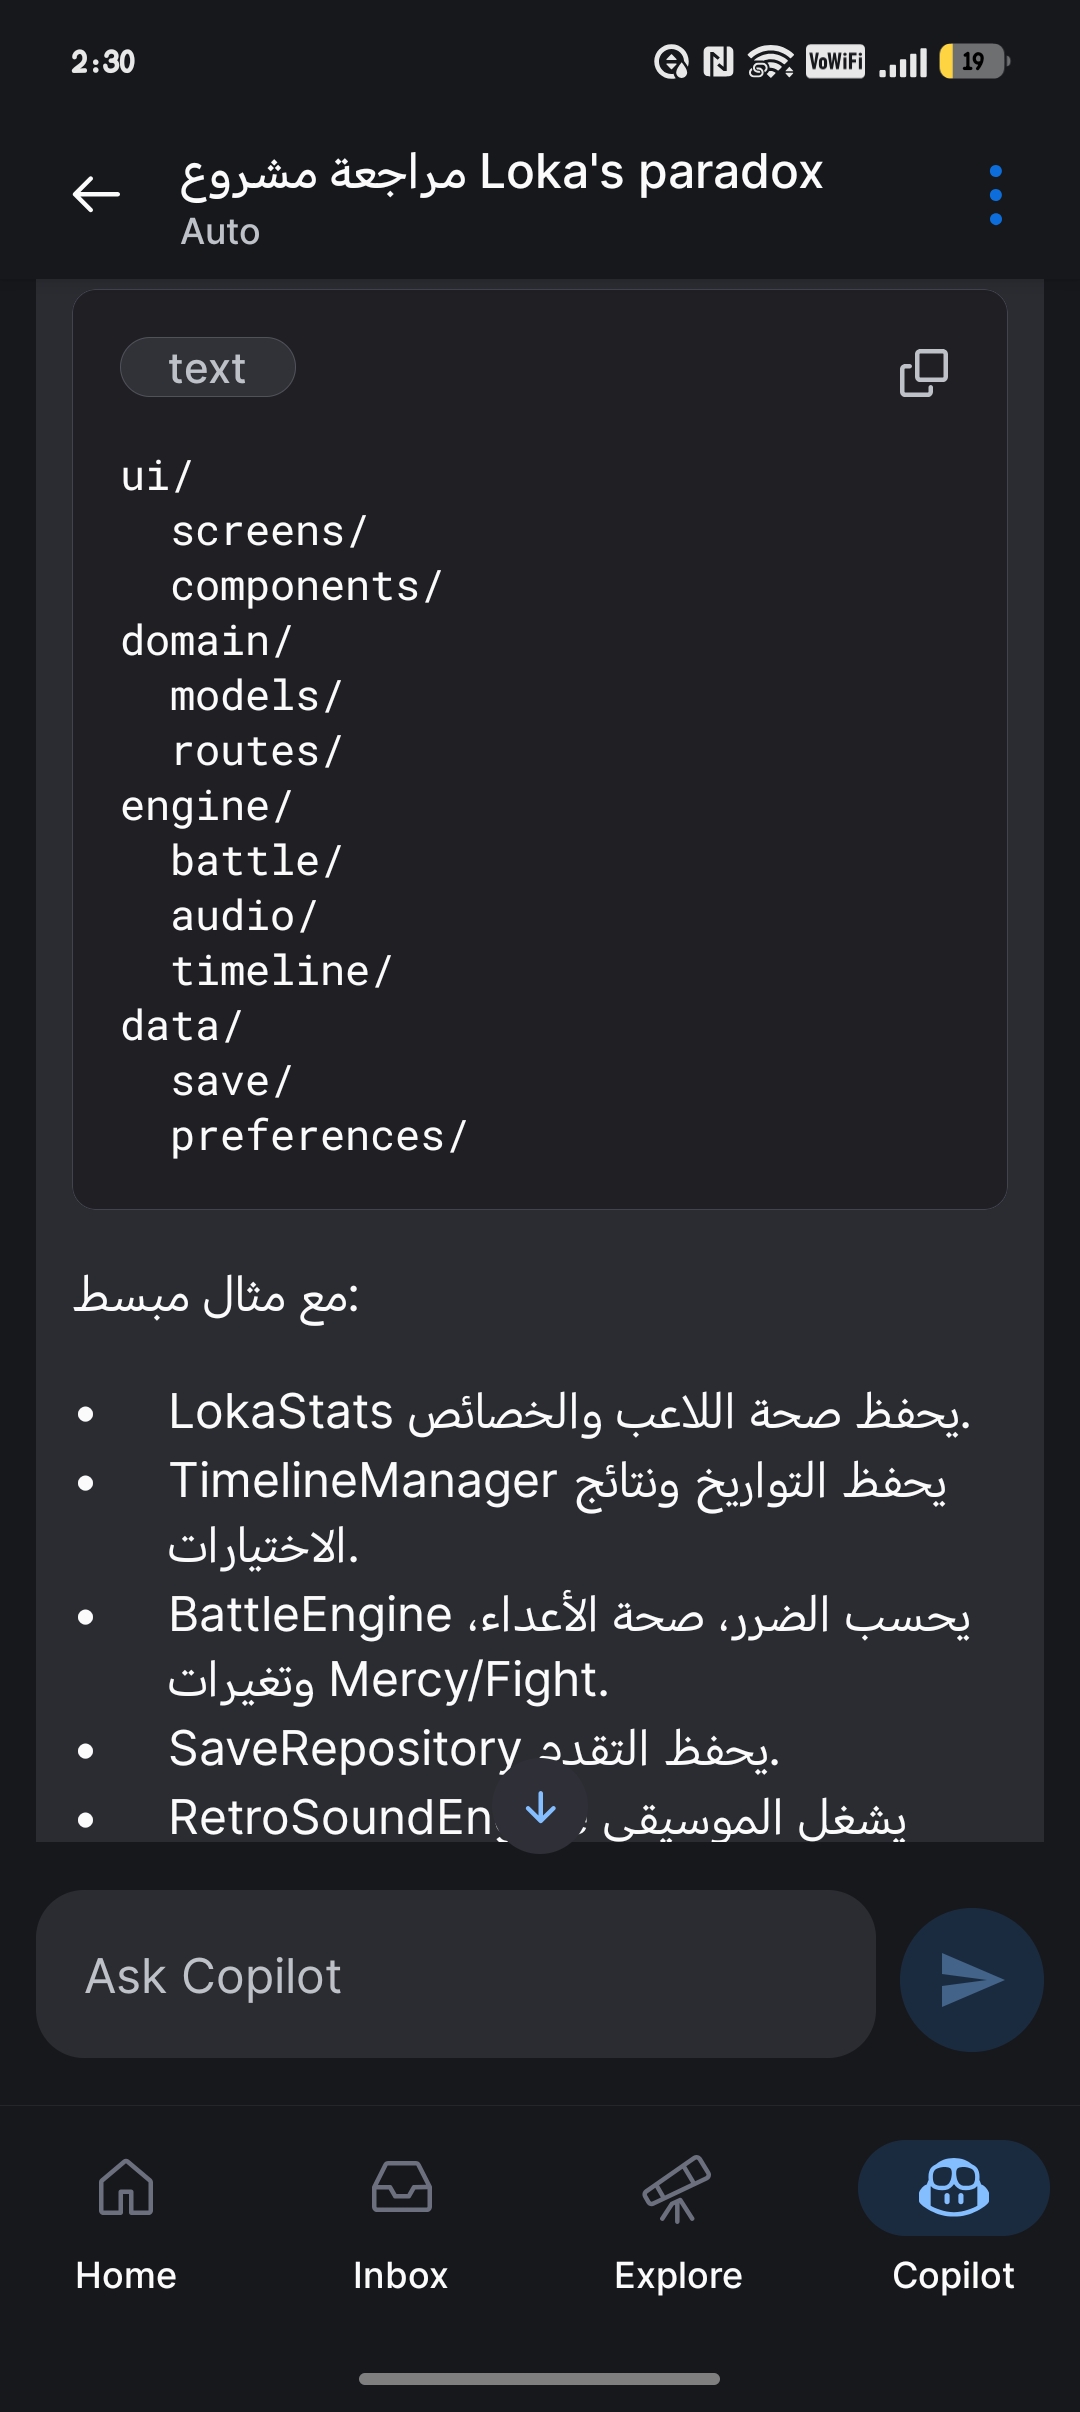 2:30
VoWiFi
19
مراجعة مشروع Loka's paradox
Auto
text
ui/
screens/
components/
domain/
models/
routes/
engine/
battle/
audio/
timeline/
data/
save/
preferences/
مع مثال مبسط:
LokaStats يحفظ صحة اللاعب والخصائص.
TimelineManager يحفظ التواريخ ونتائج
الاختيارات.
BattleEngine يحسب الضرر، صحة الأعداء،
وتغيرات Mercy/Fight.
SaveRepository يحفظ التقدم.
يشغل الموسيقى
Ask Copilot
Home
Inbox
Explore
Copilot